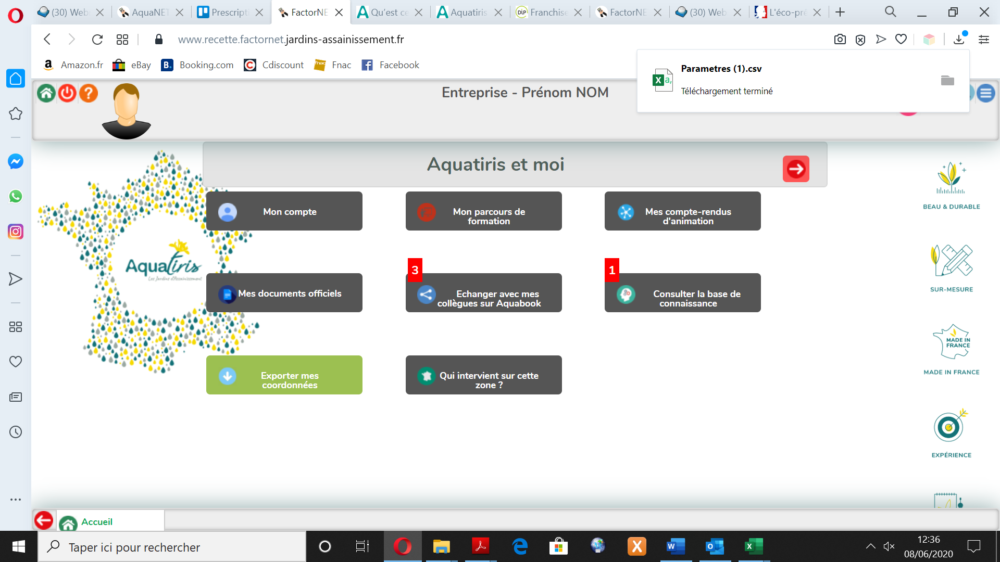 (30) Web
AquaNET
Prescripti
FactorNE
Qu'est ce
Aquatiris
Franchise
FactorNE
(30) Web
L'éco-prê
www.recette.factornet.jardins-assainissement.fr
Amazon.fr
eBay
Booking.com
Cdiscount
Fnac
Facebook
Parametres (1).csv
Téléchargement terminé
Entreprise - Prénom NOM
Aquatiris et moi
Mon compte
Mon parcours de
formation
Mes compte-rendus
d'animation
Aquatiris
Les Jardins d'Assainissement
Mes documents officiels
3
Echanger avec mes
collègues sur Aquabook
1
Consulter la base de
connaissance
Exporter mes
coordonnées
Qui intervient sur cette
zone ?
BEAU & DURABLE
SUR-MESURE
MADE IN
FRANCE
MADE IN FRANCE
EXPÉRIENCE
Accueil
Taper ici pour rechercher
12:36
08/06/2020